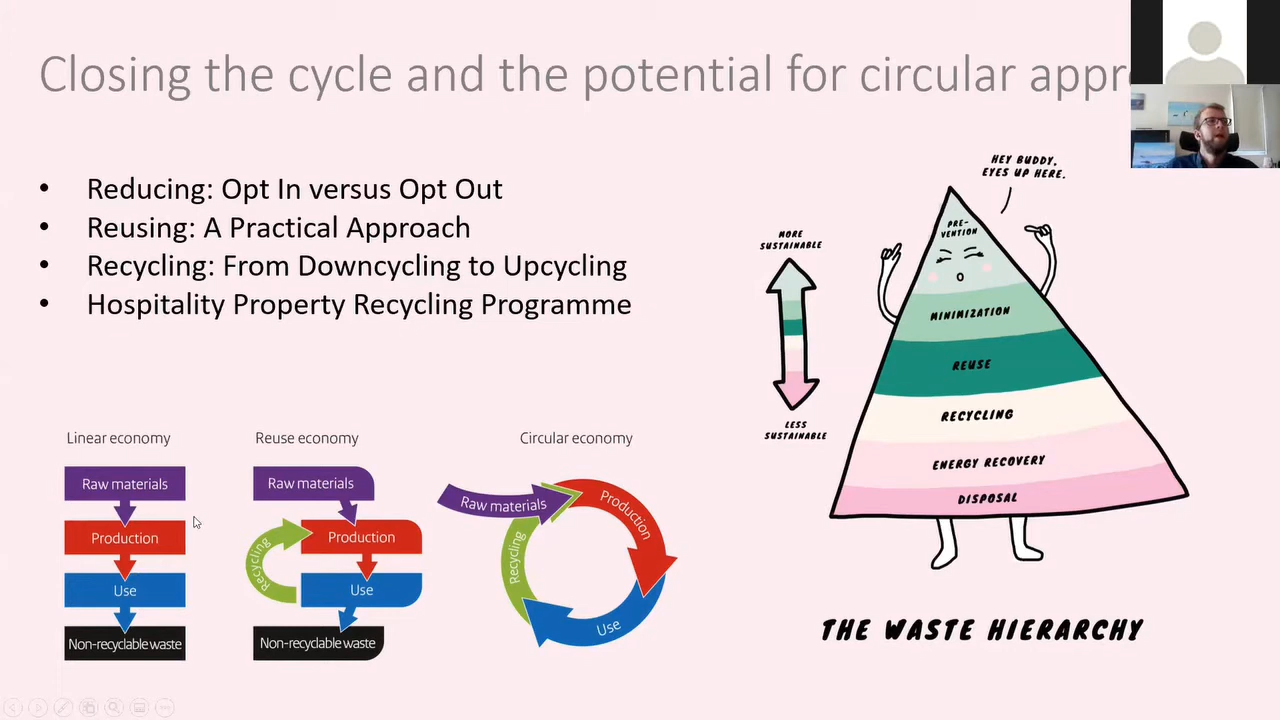 Closing the cycle and the potential for circular appr
Reducing: Opt In versus Opt Out
Reusing: A Practical Approach
Recycling: From Downcycling to Upcycling
Hospitality Property Recycling Programme
Linear economy
Raw materials
Production
Use
Non-recyclable waste
Reuse economy
Raw materials
Recycling
Production
Use
Non-recyclable waste
Circular economy
Raw materials
Production
Recycling
Use
MORE
SUSTAINABLE
LESS
SUSTAINABLE
HEY BUDDY,
EYES UP HERE.
PRE-
VENTION
MINIMIZATION
REUSE
RECYCLING
ENERGY RECOVERY
DISPOSAL
THE WASTE HIERARCHY